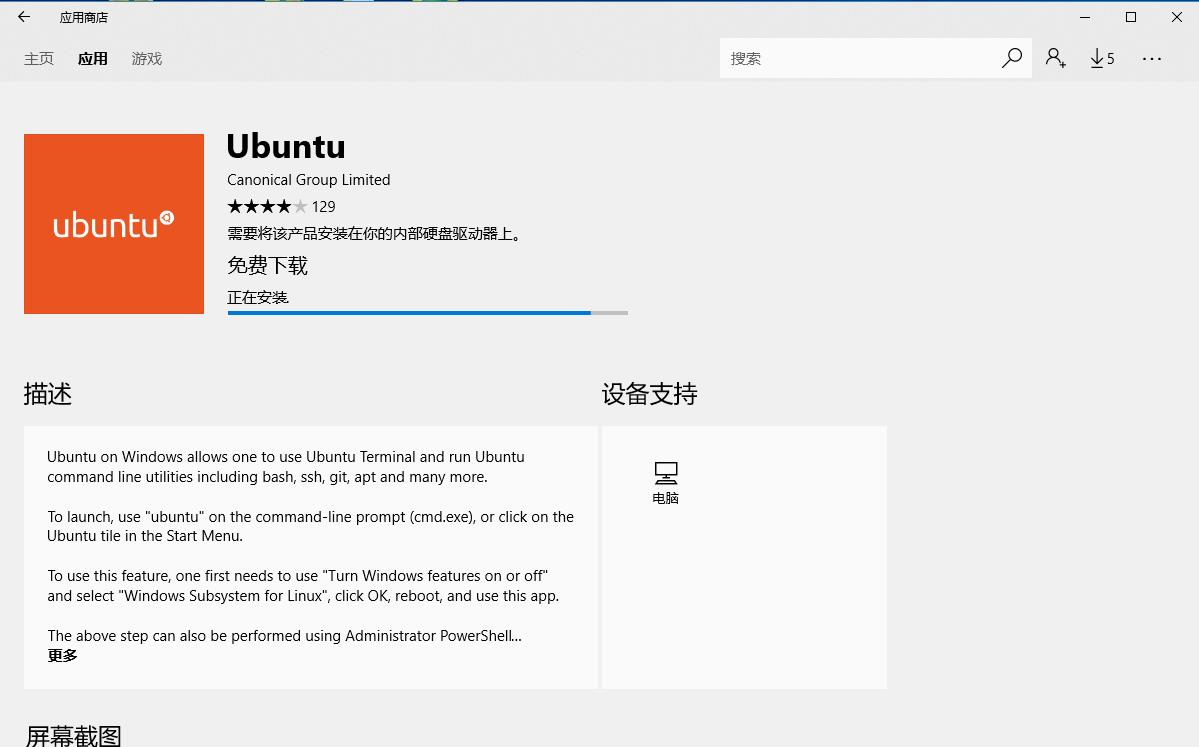 应用商店
主页 应用 游戏
搜索
5
ubuntu
Ubuntu
Canonical Group Limited
129
需要将该产品安装在你的内部硬盘驱动器上。
免费下载
正在安装.
描述
Ubuntu on Windows allows one to use Ubuntu Terminal and run Ubuntu
command line utilities including bash, ssh, git, apt and many more.
To launch, use "ubuntu" on the command-line prompt (cmd.exe), or click on the
Ubuntu tile in the Start Menu.
To use this feature, one first needs to use "Turn Windows features on or off"
and select "Windows Subsystem for Linux", click OK, reboot, and use this app.
The above step can also be performed using Administrator PowerShell...
更多
设备支持
电脑
屏幕截图